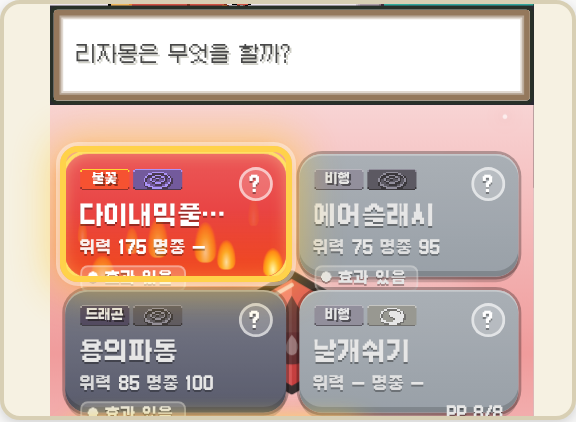 리자몽은 무엇을 할까?
불꽃
다이내믹풀…
위력 175 명중 —
효과 있음
?
비행
에어슬래시
위력 75 명중 95
효과 있음
?
드래곤
용의파동
위력 85 명중 100
효과 있음
?
비행
날개쉬기
위력 — 명중 —
PP 8/8
?